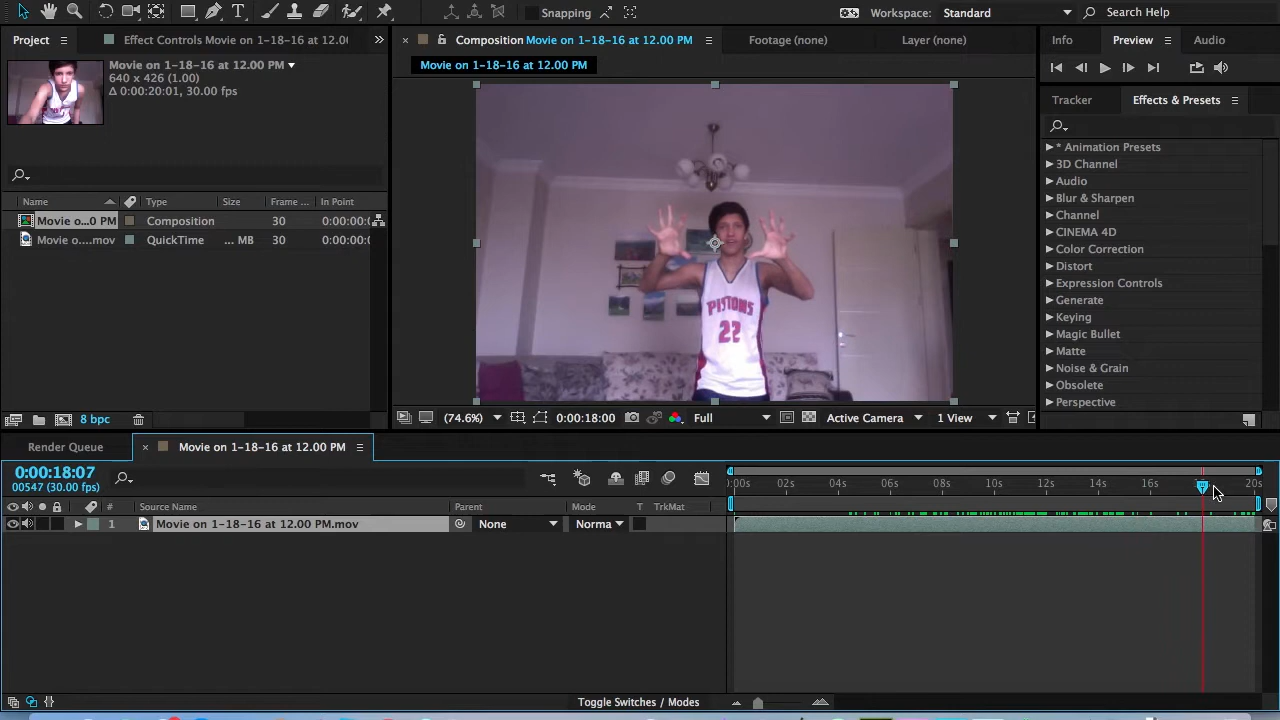 Snapping
Workspace: Standard
Search Help
Project
Effect Controls Movie on 1-18-16 at 12.0(
Composition Movie on 1-18-16 at 12.00 PM
Footage (none)
Layer (none)
Info
Preview
Audio
Movie on 1-18-16 at 12.00 PM
640 x 426 (1.00)
Δ 0:00:20:01, 30.00 fps
Movie on 1-18-16 at 12.00 PM
Tracker
Effects & Presets
* Animation Presets
3D Channel
Audio
Blur & Sharpen
Channel
CINEMA 4D
Color Correction
Distort
Expression Controls
Generate
Keying
Magic Bullet
Matte
Noise & Grain
Obsolete
Perspective
Name
Type
Size
Frame ...
In Point
Movie o...0 PM
Composition
30
0:00:00:0
Movie o....mov
QuickTime
... MB
30
0:00:00:0
PISTONS
22
8 bpc
(74.6%)
0:00:18:00
Full
Active Camera
1 View
Render Queue
Movie on 1-18-16 at 12.00 PM
0:00:18:07
00547 (30.00 fps)
:00s 02s 04s 06s 08s 10s 12s 14s 16s 20s
#
Source Name
Parent
Mode
T
TrkMat
1
Movie on 1-18-16 at 12.00 PM.mov
None
Norma
Toggle Switches / Modes